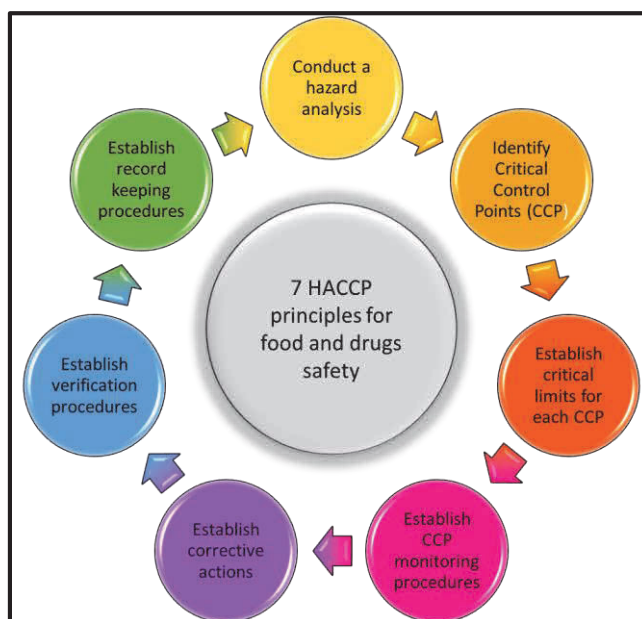 Conduct a
hazard
analysis
Identify
Critical
Control
Points (CCP)
Establish
critical
limits for
each CCP
Establish
CCP
monitoring
procedures
Establish
corrective
actions
Establish
verification
procedures
Establish
record
keeping
procedures
7 HACCP
principles for
food and drugs
safety